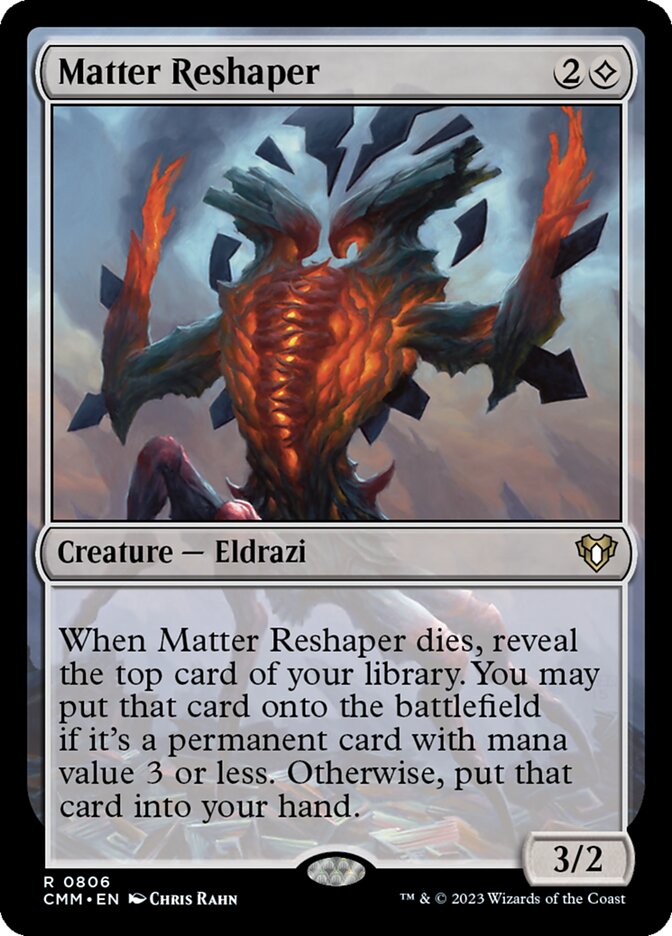 Matter Reshaper
2
Creature — Eldrazi
When Matter Reshaper dies, reveal
the top card of your library. You may
put that card onto the battlefield
if it's a permanent card with mana
value 3 or less. Otherwise, put that
card into your hand.
3/2
R 0806
CMM • EN Chris Rahn
™ & © 2023 Wizards of the Coast